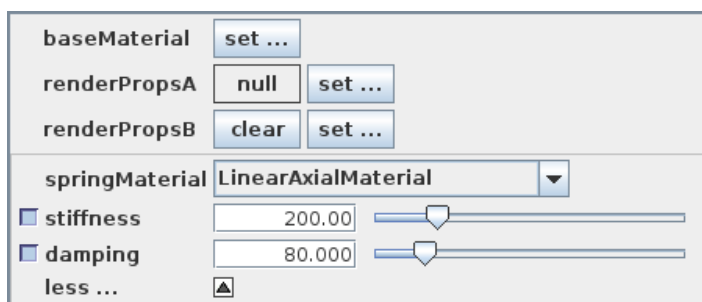 baseMaterial set ...
renderPropsA null set ...
renderPropsB clear set ...
springMaterial LinearAxialMaterial
stiffness 200.00
damping 80.000
less ...